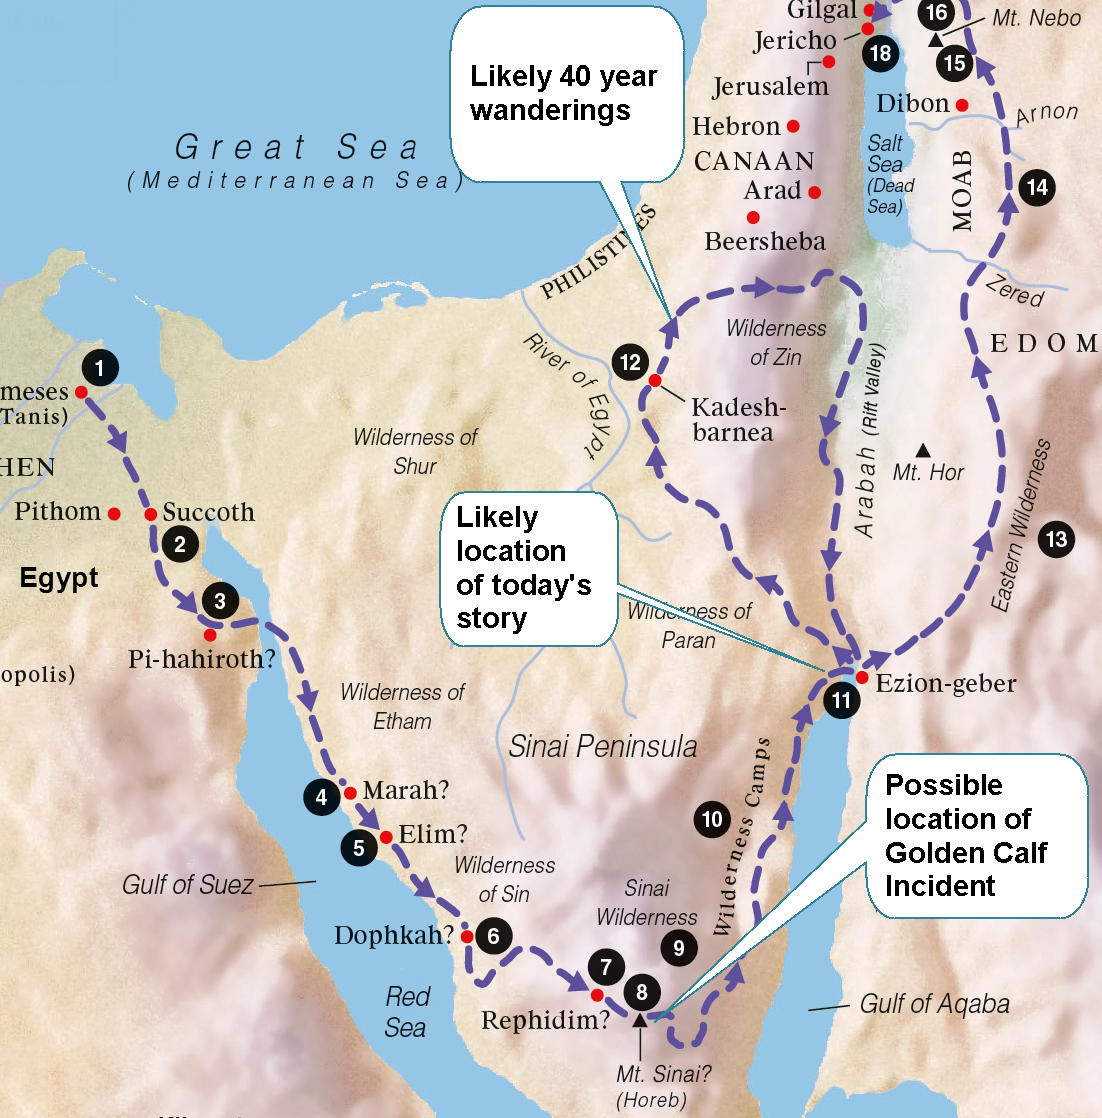 Gilgal
Jericho
Jerusalem
16
Mt. Nebo
18
15
Dibon
Arnon
Likely 40 year
wanderings
Great Sea
(Mediterranean Sea)
Hebron
CANAAN
Arad
Beersheba
Salt
Sea
(Dead
Sea)
MOAB
14
PHILISTINES
Zered
EDOM
1
meses
Tanis)
HEN
Pithom
Succoth
2
Egypt
3
Pi-hahiroth?
opolis)
Wilderness of
Shur
River of Egypt
12
Kadesh-
barnea
Wilderness
of Zin
Arabah (Rift Valley)
Mt. Hor
Eastern Wilderness
13
Likely
location
of today's
story
Wilderness of
Paran
Ezion-geber
11
Wilderness of
Etham
Sinai Peninsula
4
Marah?
5
Elim?
Wilderness
of Sin
Gulf of Suez
Dophkah?
6
10
Wilderness Camps
Sinai
Wilderness
9
7
8
Rephidim?
Mt. Sinai?
(Horeb)
Red
Sea
Possible
location of
Golden Calf
Incident
Gulf of Aqaba